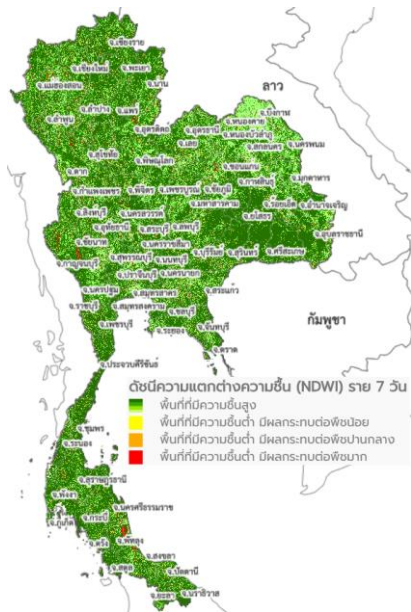 จ.เชียงราย
จ.เชียงใหม่ จ.พะเยา
จ.แม่ฮ่องสอน จ.น่าน
จ.ลำปาง จ.แพร่
จ.ลำพูน
ลาว
จ.บึงกาฬ
จ.หนองคาย
จ.อุตรดิตถ์ จ.อุดรธานี จ.หนองบัวลำภู
จ.เลย จ.สกลนคร จ.นครพนม
จ.สุโขทัย จ.พิษณุโลก
จ.ตาก จ.ขอนแก่น
จ.กาฬสินธุ์ จ.มุกดาหาร
จ.กำแพงเพชร จ.พิจิตร จ.เพชรบูรณ์ จ.ชัยภูมิ
จ.มหาสารคาม จ.ร้อยเอ็ด จ.อำนาจเจริญ
จ.สิงห์บุรี จ.นครสวรรค์ จ.ยโสธร
จ.อุทัยธานี จ.สระบุรี จ.ลพบุรี
จ.อุบลราชธานี
จ.ชัยนาท จ.นครราชสีมา
จ.สุพรรณบุรี จ.นนทบุรี จ.บุรีรัมย์ จ.สุรินทร์ จ.ศรีสะเกษ
จ.กาญจนบุรี
จ.ปราจีนบุรี จ.นครนายก
จ.นครปฐม จ.สมุทรสาคร จ.สระแก้ว
จ.ราชบุรี จ.สมุทรสงคราม
จ.ชลบุรี
จ.เพชรบุรี จ.ระยอง จ.จันทบุรี
กัมพูชา
จ.ตราด
จ.ประจวบคีรีขันธ์
ดัชนีความแตกต่างความชื้น (NDWI) ราย 7 วัน
พื้นที่ที่มีความชื้นสูง
พื้นที่ที่มีความชื้นต่ำ มีผลกระทบต่อพืชน้อย
พื้นที่ที่มีความชื้นต่ำ มีผลกระทบต่อพืชปานกลาง
พื้นที่ที่มีความชื้นต่ำ มีผลกระทบต่อพืชมาก
จ.ชุมพร
จ.ระนอง
จ.สุราษฎร์ธานี
จ.พังงา
จ.นครศรีธรรมราช
จ.ภูเก็ต จ.กระบี่
จ.ตรัง จ.พัทลุง
จ.สงขลา
จ.สตูล จ.ปัตตานี
จ.ยะลา จ.นราธิวาส